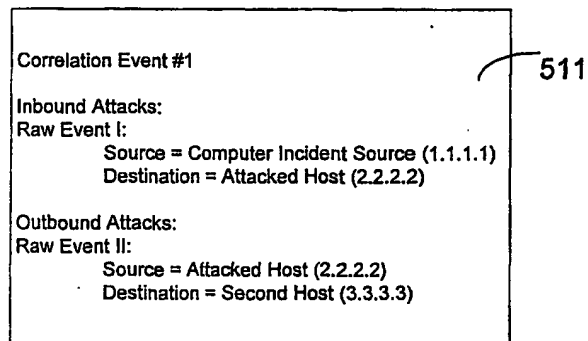 Correlation Event #1
511
Inbound Attacks:
Raw Event I:
Source = Computer Incident Source (1.1.1.1)
Destination = Attacked Host (2.2.2.2)
Outbound Attacks:
Raw Event II:
Source = Attacked Host (2.2.2.2)
Destination = Second Host (3.3.3.3)